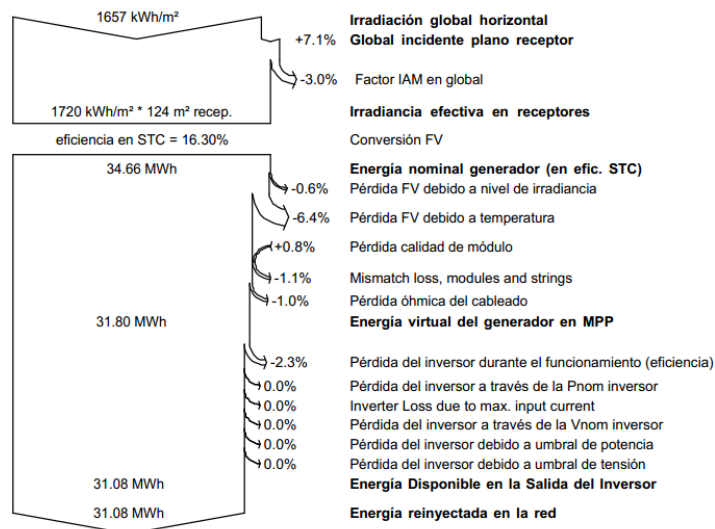 1657 kWh/m² Irradiación global horizontal
+7.1% Global incidente plano receptor
-3.0% Factor IAM en global
1720 kWh/m² * 124 m² recep. Irradiancia efectiva en receptores
eficiencia en STC = 16.30% Conversión FV
34.66 MWh Energía nominal generador (en efic. STC)
-0.6% Pérdida FV debido a nivel de irradiancia
-6.4% Pérdida FV debido a temperatura
+0.8% Pérdida calidad de módulo
-1.1% Mismatch loss, modules and strings
-1.0% Pérdida óhmica del cableado
31.80 MWh Energía virtual del generador en MPP
-2.3% Pérdida del inversor durante el funcionamiento (eficiencia)
0.0% Pérdida del inversor a través de la Pnom inversor
0.0% Inverter Loss due to max. input current
0.0% Pérdida del inversor a través de la Vnom inversor
0.0% Pérdida del inversor debido a umbral de potencia
0.0% Pérdida del inversor debido a umbral de tensión
31.08 MWh Energía Disponible en la Salida del Inversor
31.08 MWh Energía reinyectada en la red